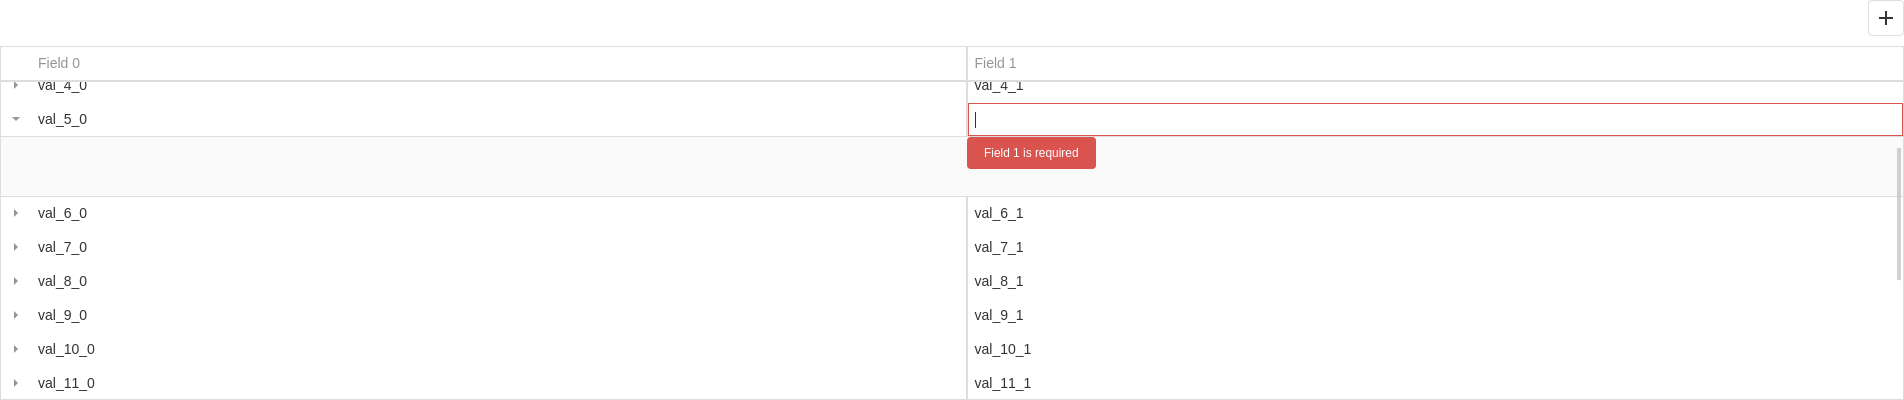 Field 0 Field 1
val_4_0 val_4_1
val_5_0
Field 1 is required
val_6_0 val_6_1
val_7_0 val_7_1
val_8_0 val_8_1
val_9_0 val_9_1
val_10_0 val_10_1
val_11_0 val_11_1